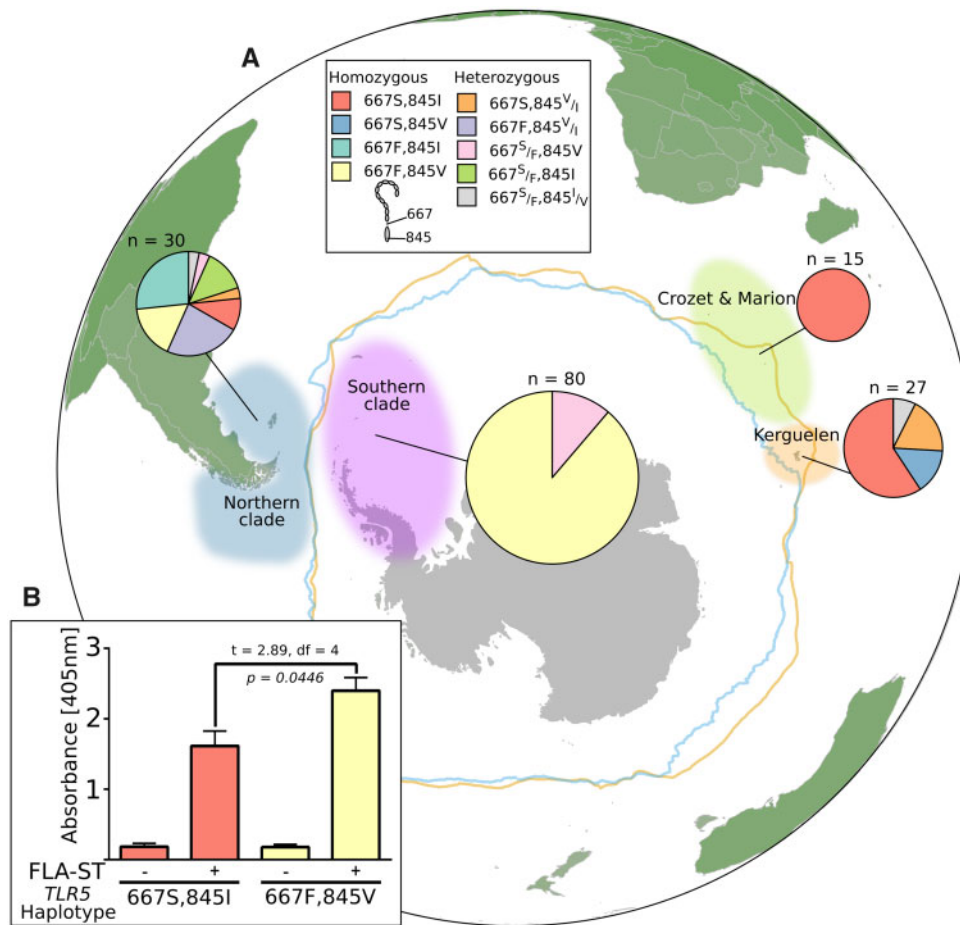 A
Homozygous
667S,845I
667S,845V
667F,845I
667F,845V
667
845
Heterozygous
667S,845V/I
667F,845V/I
667S/F,845V
667S/F,845I
667S/F,845I/V
n = 30
n = 15
Crozet & Marion
Southern
clade
n = 80
n = 27
Kerguelen
Northern
clade
B
3
2
1
Absorbance [405nm]
t = 2.89, df = 4
p = 0.0446
FLA-ST - + - +
TLR5
Haplotype
667S,845I 667F,845V